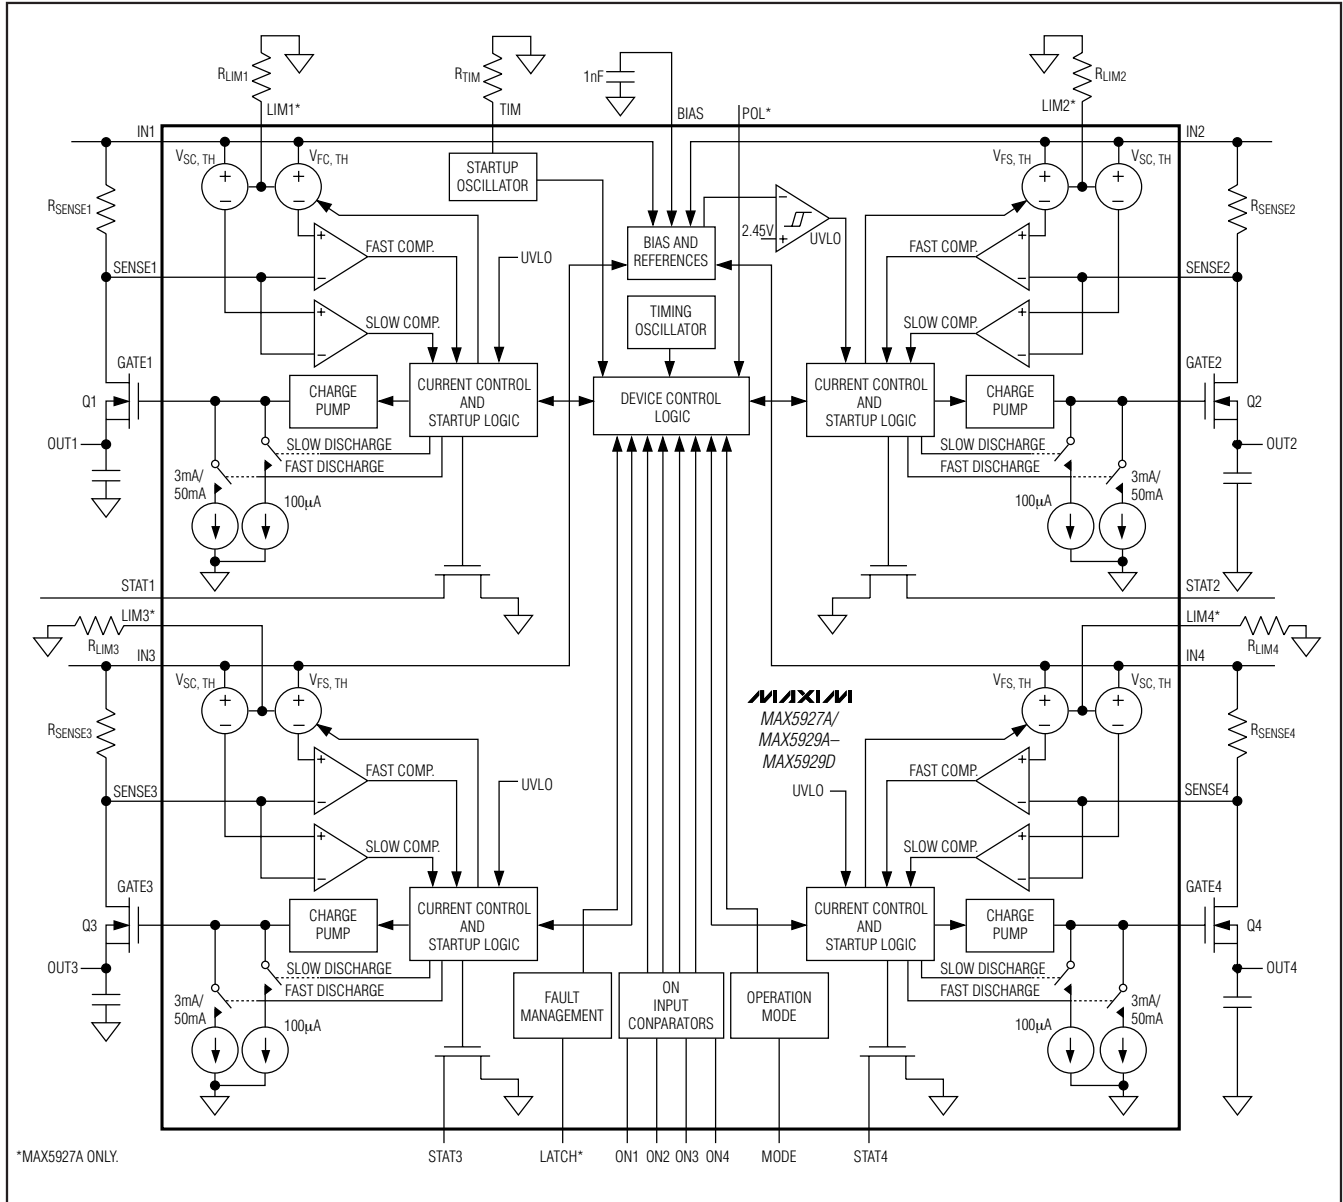 RLIM1
RTIM
1nF
RLIM2
LIM1*
TIM
BIAS
POL*
LIM2*
IN1
IN2
VSC, TH
VFC, TH
STARTUP
OSCILLATOR
VFS, TH
VSC, TH
+
−
+
−
+
−
+
−
RSENSE1
RSENSE2
−
2.45V
+
UVLO
BIAS AND
REFERENCES
+
−
FAST COMP.
UVLO
FAST COMP.
+
−
SENSE1
SENSE2
TIMING
OSCILLATOR
+
−
SLOW COMP.
SLOW COMP.
+
−
GATE1
GATE2
CHARGE
PUMP
CURRENT CONTROL
AND
STARTUP LOGIC
DEVICE CONTROL
LOGIC
CURRENT CONTROL
AND
STARTUP LOGIC
CHARGE
PUMP
Q1
Q2
OUT1
OUT2
SLOW DISCHARGE
FAST DISCHARGE
SLOW DISCHARGE
FAST DISCHARGE
3mA/
50mA
100µA
100µA
3mA/
50mA
STAT1
STAT2
LIM3*
LIM4*
RLIM3
RLIM4
IN3
IN4
VSC, TH
VFS, TH
VFS, TH
VSC, TH
+
−
+
−
+
−
+
−
MAXIM
MAX5927A/
MAX5929A–
MAX5929D
RSENSE3
RSENSE4
+
−
FAST COMP.
UVLO
UVLO
FAST COMP.
+
−
SENSE3
SENSE4
+
−
SLOW COMP.
SLOW COMP.
+
−
GATE3
GATE4
CHARGE
PUMP
CURRENT CONTROL
AND
STARTUP LOGIC
CURRENT CONTROL
AND
STARTUP LOGIC
CHARGE
PUMP
Q3
Q4
OUT3
OUT4
SLOW DISCHARGE
FAST DISCHARGE
SLOW DISCHARGE
FAST DISCHARGE
3mA/
50mA
100µA
FAULT
MANAGEMENT
ON
INPUT
CONPARATORS
OPERATION
MODE
100µA
3mA/
50mA
*MAX5927A ONLY.
STAT3
LATCH*
ON1
ON2
ON3
ON4
MODE
STAT4